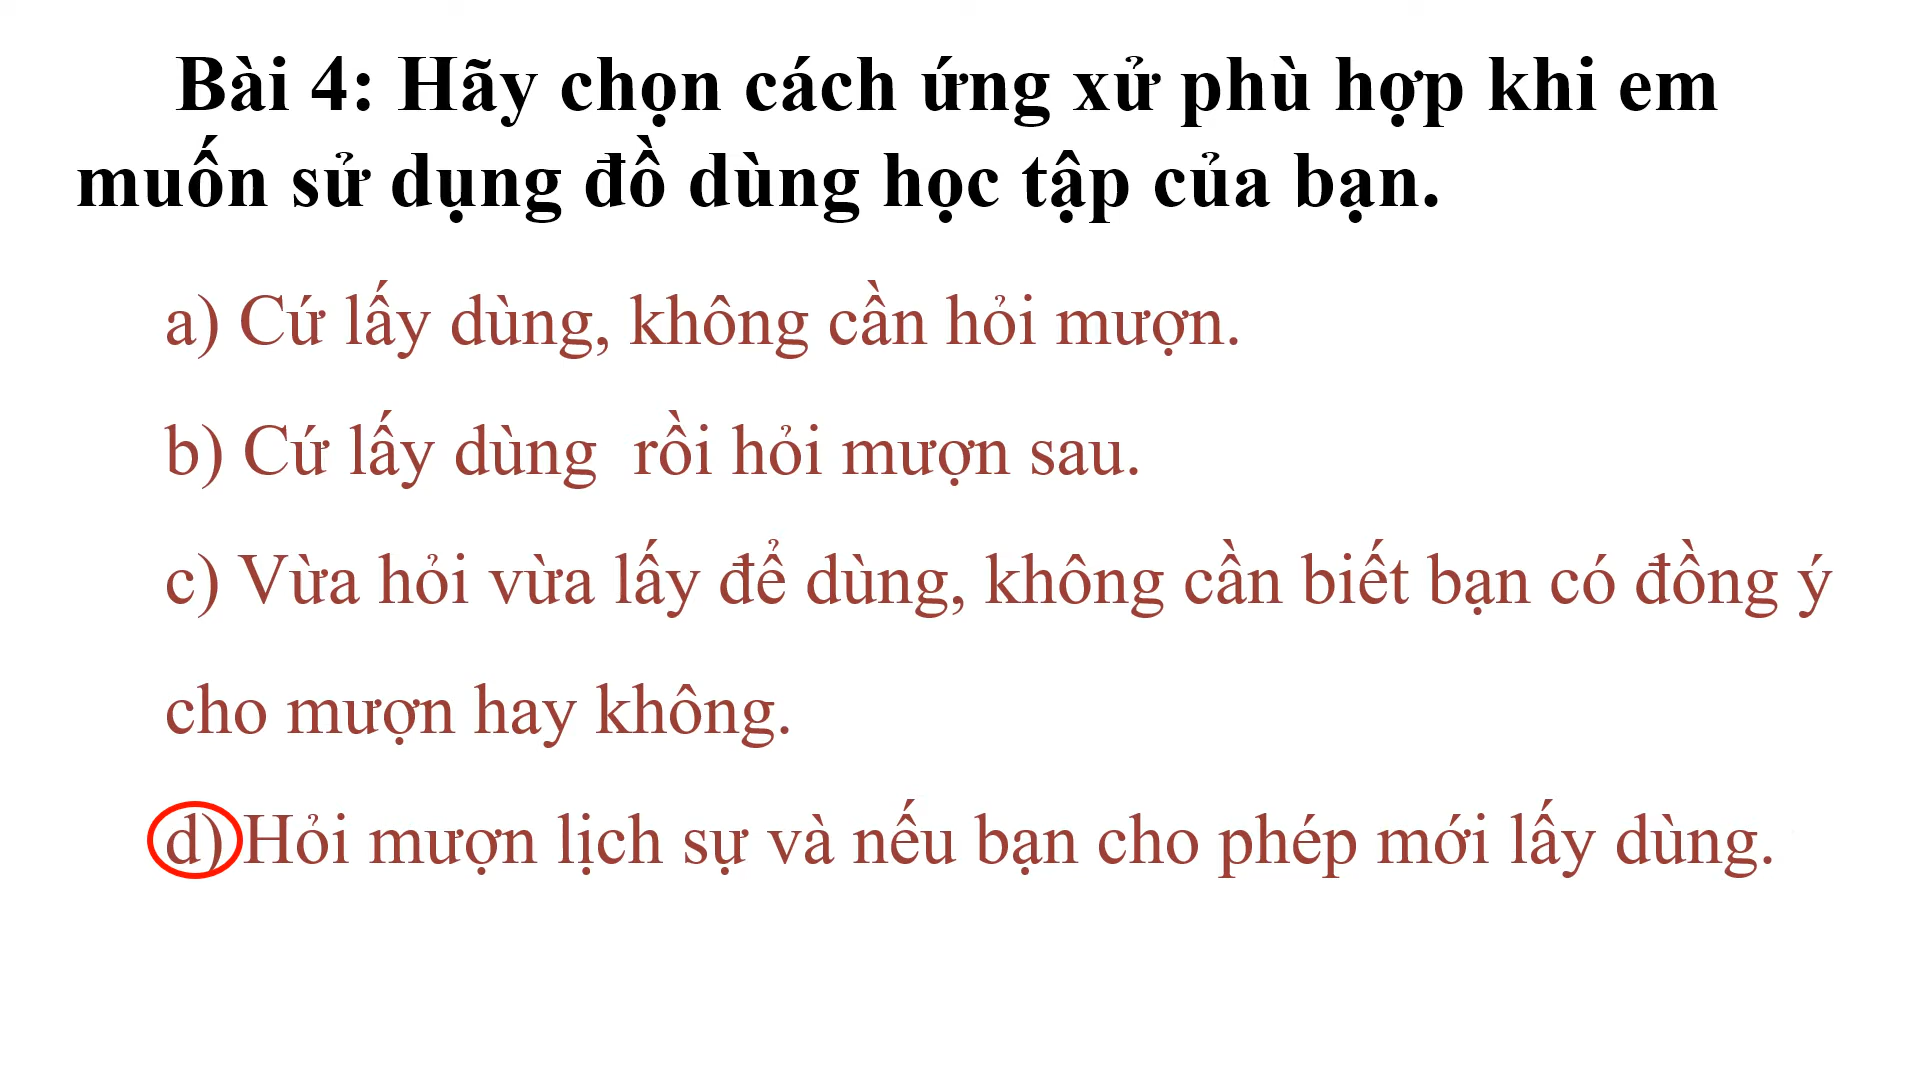 Bài 4: Hãy chọn cách ứng xử phù hợp khi em
muốn sử dụng đồ dùng học tập của bạn.
a) Cứ lấy dùng, không cần hỏi mượn.
b) Cứ lấy dùng  rồi hỏi mượn sau.
c) Vừa hỏi vừa lấy để dùng, không cần biết bạn có đồng ý
cho mượn hay không.
d) Hỏi mượn lịch sự và nếu bạn cho phép mới lấy dùng.